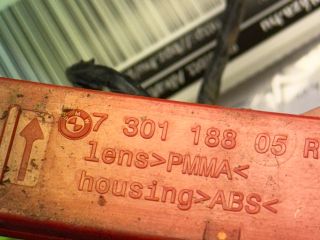 7 301 188 05 R
lens>PMMA<
housing>ABS<